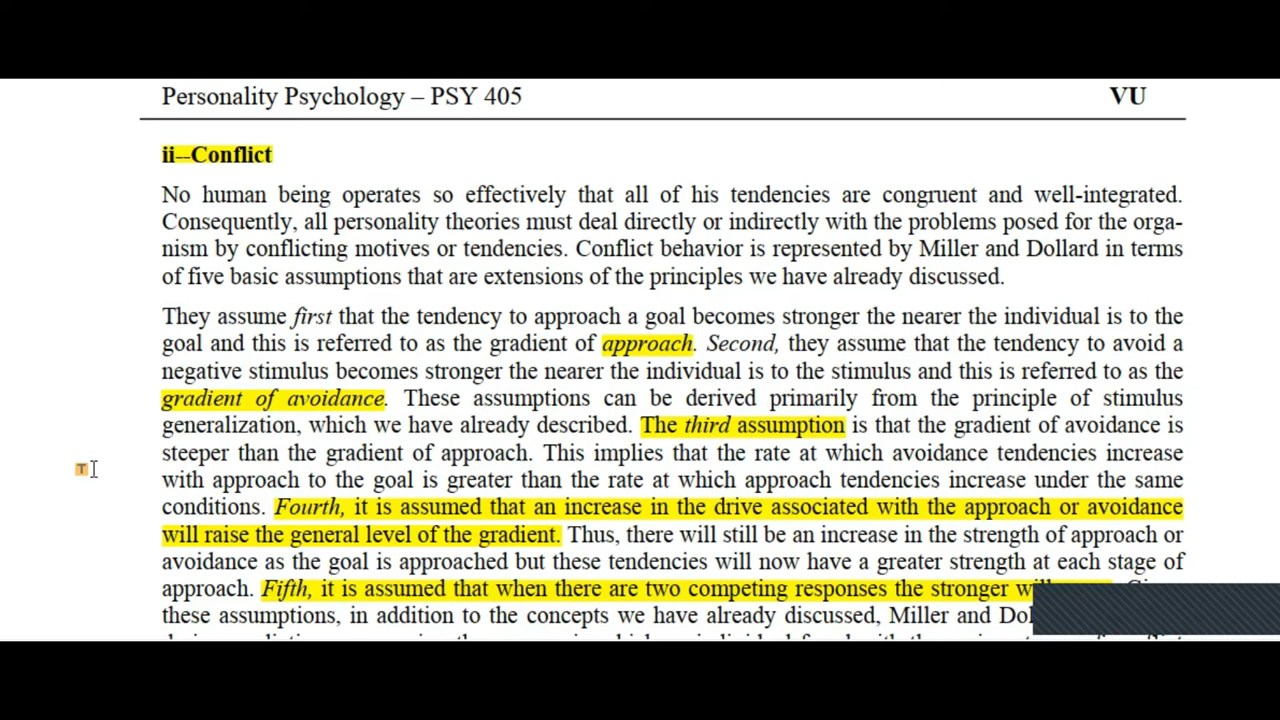 Personality Psychology – PSY 405 VU
ii--Conflict
No human being operates so effectively that all of his tendencies are congruent and well-integrated.
Consequently, all personality theories must deal directly or indirectly with the problems posed for the orga-
nism by conflicting motives or tendencies. Conflict behavior is represented by Miller and Dollard in terms
of five basic assumptions that are extensions of the principles we have already discussed.
They assume first that the tendency to approach a goal becomes stronger the nearer the individual is to the
goal and this is referred to as the gradient of approach. Second, they assume that the tendency to avoid a
negative stimulus becomes stronger the nearer the individual is to the stimulus and this is referred to as the
gradient of avoidance. These assumptions can be derived primarily from the principle of stimulus
generalization, which we have already described. The third assumption is that the gradient of avoidance is
steeper than the gradient of approach. This implies that the rate at which avoidance tendencies increase
with approach to the goal is greater than the rate at which approach tendencies increase under the same
conditions. Fourth, it is assumed that an increase in the drive associated with the approach or avoidance
will raise the general level of the gradient. Thus, there will still be an increase in the strength of approach or
avoidance as the goal is approached but these tendencies will now have a greater strength at each stage of
approach. Fifth, it is assumed that when there are two competing responses the stronger
these assumptions, in addition to the concepts we have already discussed, Miller and